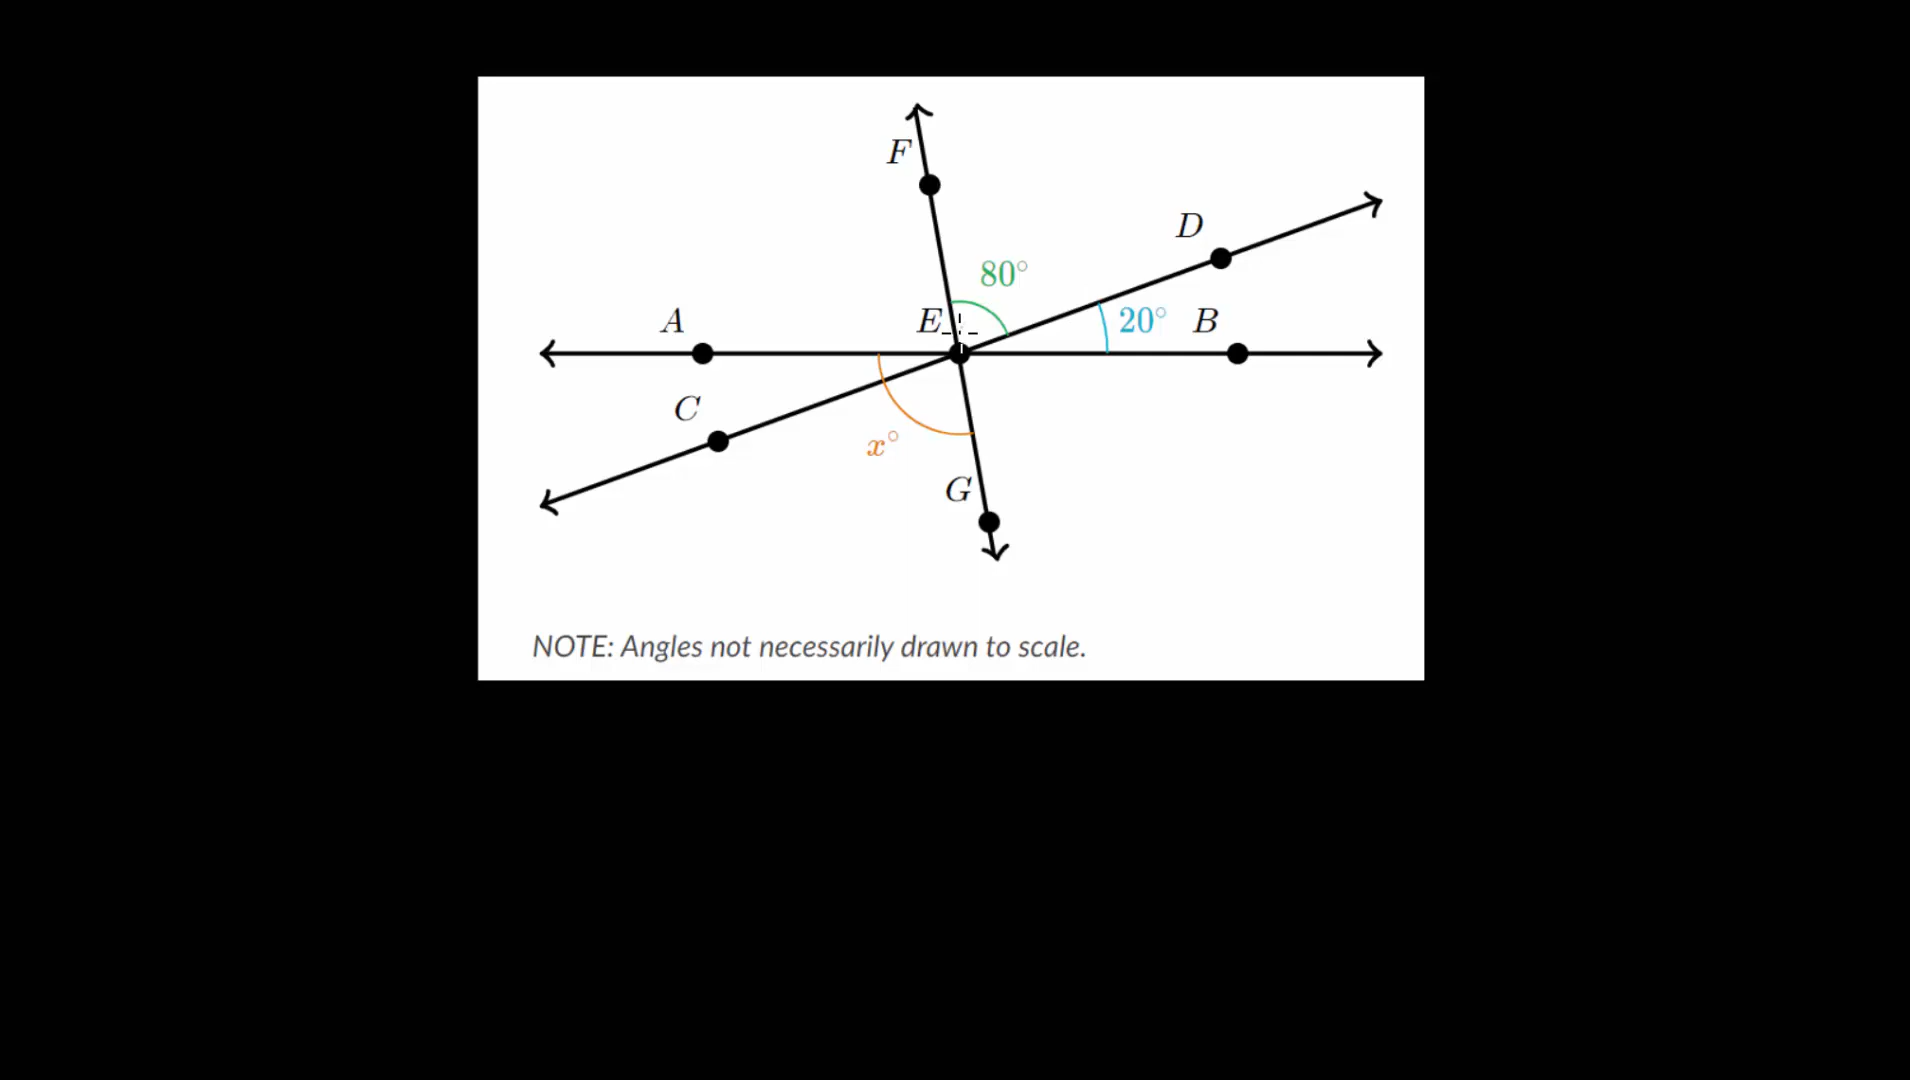 F
D
80°
A
E
20°
B
C
x°
G
NOTE: Angles not necessarily drawn to scale.